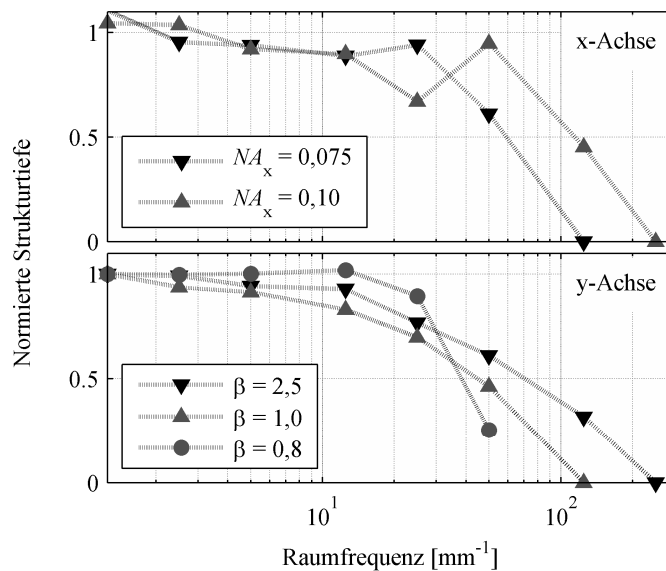 1
0.5
0
x-Achse
NAx = 0,075
NAx = 0,10
Normierte Strukturtiefe
1
0.5
0
y-Achse
β = 2,5
β = 1,0
β = 0,8
10¹ 10²
Raumfrequenz [mm⁻¹]